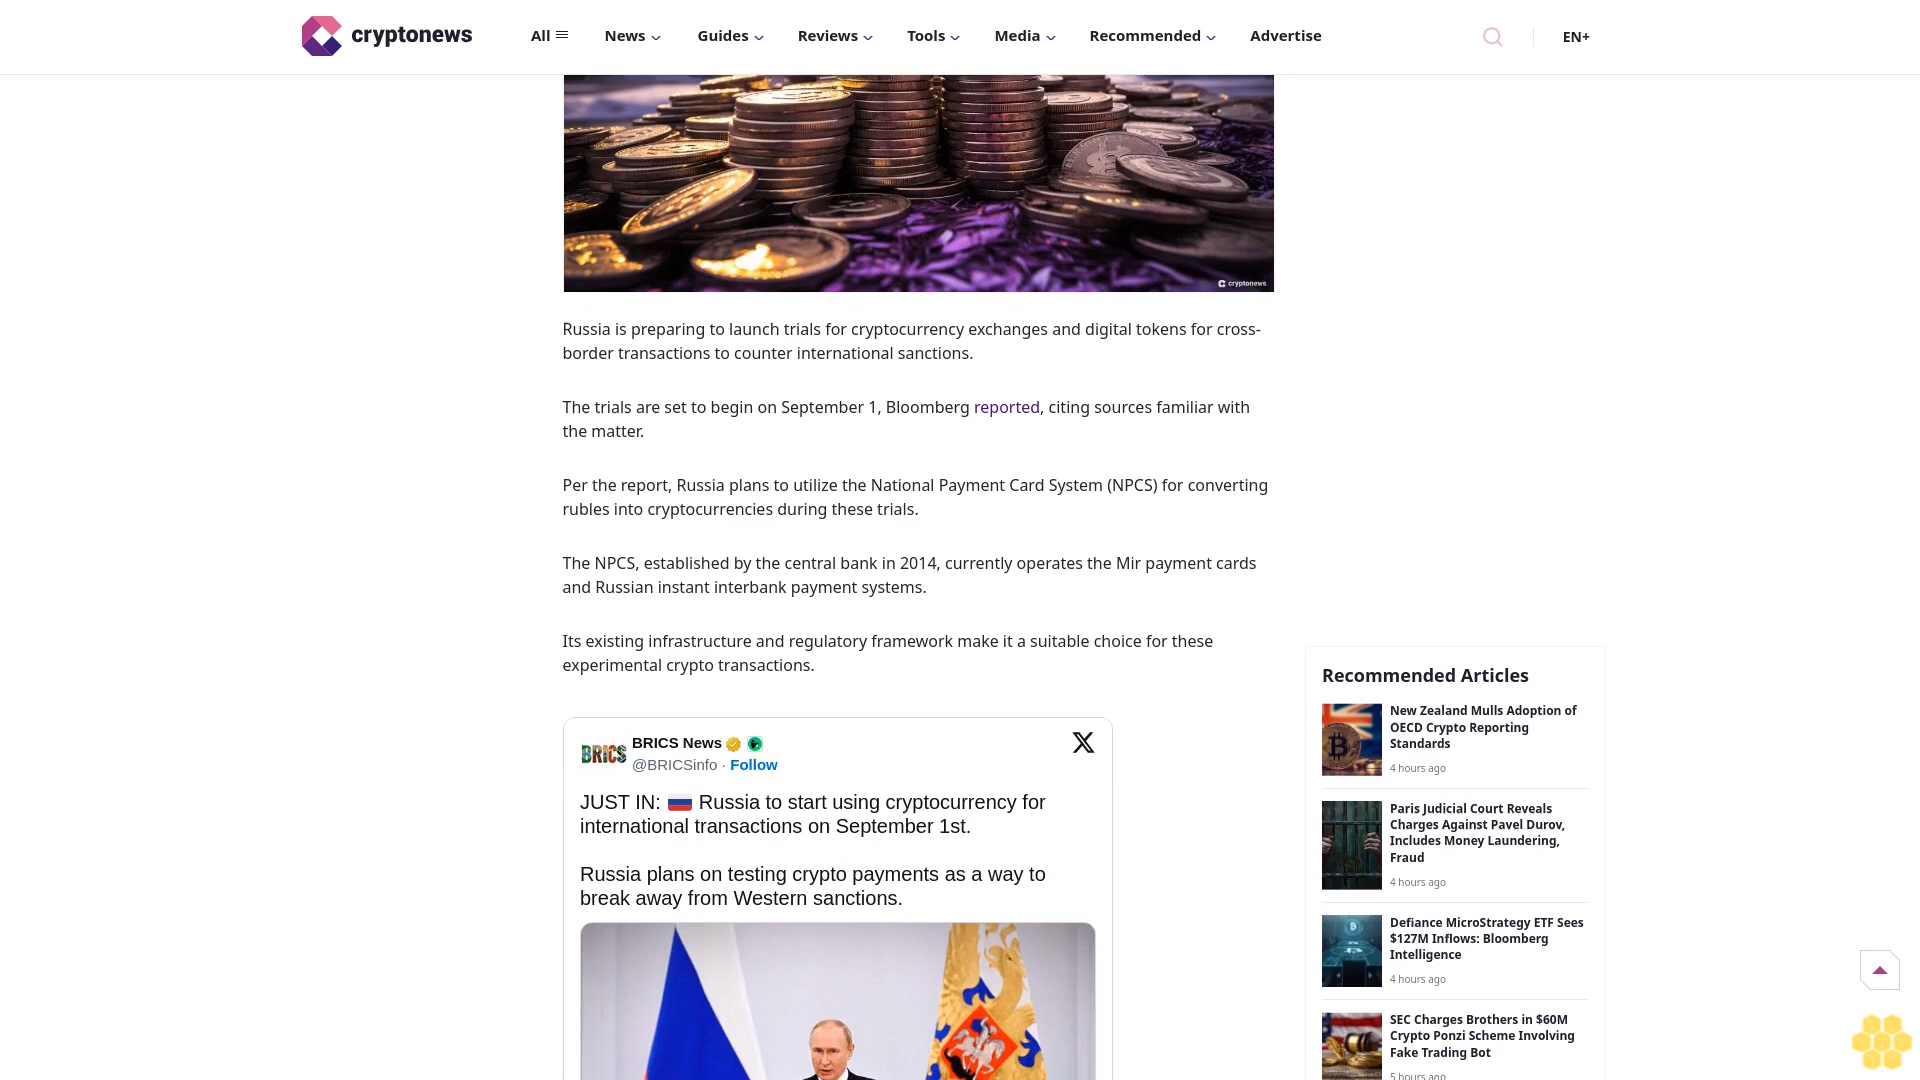 cryptonews
All
News
Guides
Reviews
Tools
Media
Recommended
Advertise
EN+
cryptonews
Russia is preparing to launch trials for cryptocurrency exchanges and digital tokens for cross-
border transactions to counter international sanctions.
The trials are set to begin on September 1, Bloomberg reported, citing sources familiar with
the matter.
Per the report, Russia plans to utilize the National Payment Card System (NPCS) for converting
rubles into cryptocurrencies during these trials.
The NPCS, established by the central bank in 2014, currently operates the Mir payment cards
and Russian instant interbank payment systems.
Its existing infrastructure and regulatory framework make it a suitable choice for these
experimental crypto transactions.
BRICS
BRICS News
@BRICSinfo · Follow
JUST IN: 🇷🇺 Russia to start using cryptocurrency for
international transactions on September 1st.
Russia plans on testing crypto payments as a way to
break away from Western sanctions.
Recommended Articles
New Zealand Mulls Adoption of
OECD Crypto Reporting
Standards
4 hours ago
Paris Judicial Court Reveals
Charges Against Pavel Durov,
Includes Money Laundering,
Fraud
4 hours ago
Defiance MicroStrategy ETF Sees
$127M Inflows: Bloomberg
Intelligence
4 hours ago
SEC Charges Brothers in $60M
Crypto Ponzi Scheme Involving
Fake Trading Bot
5 hours ago